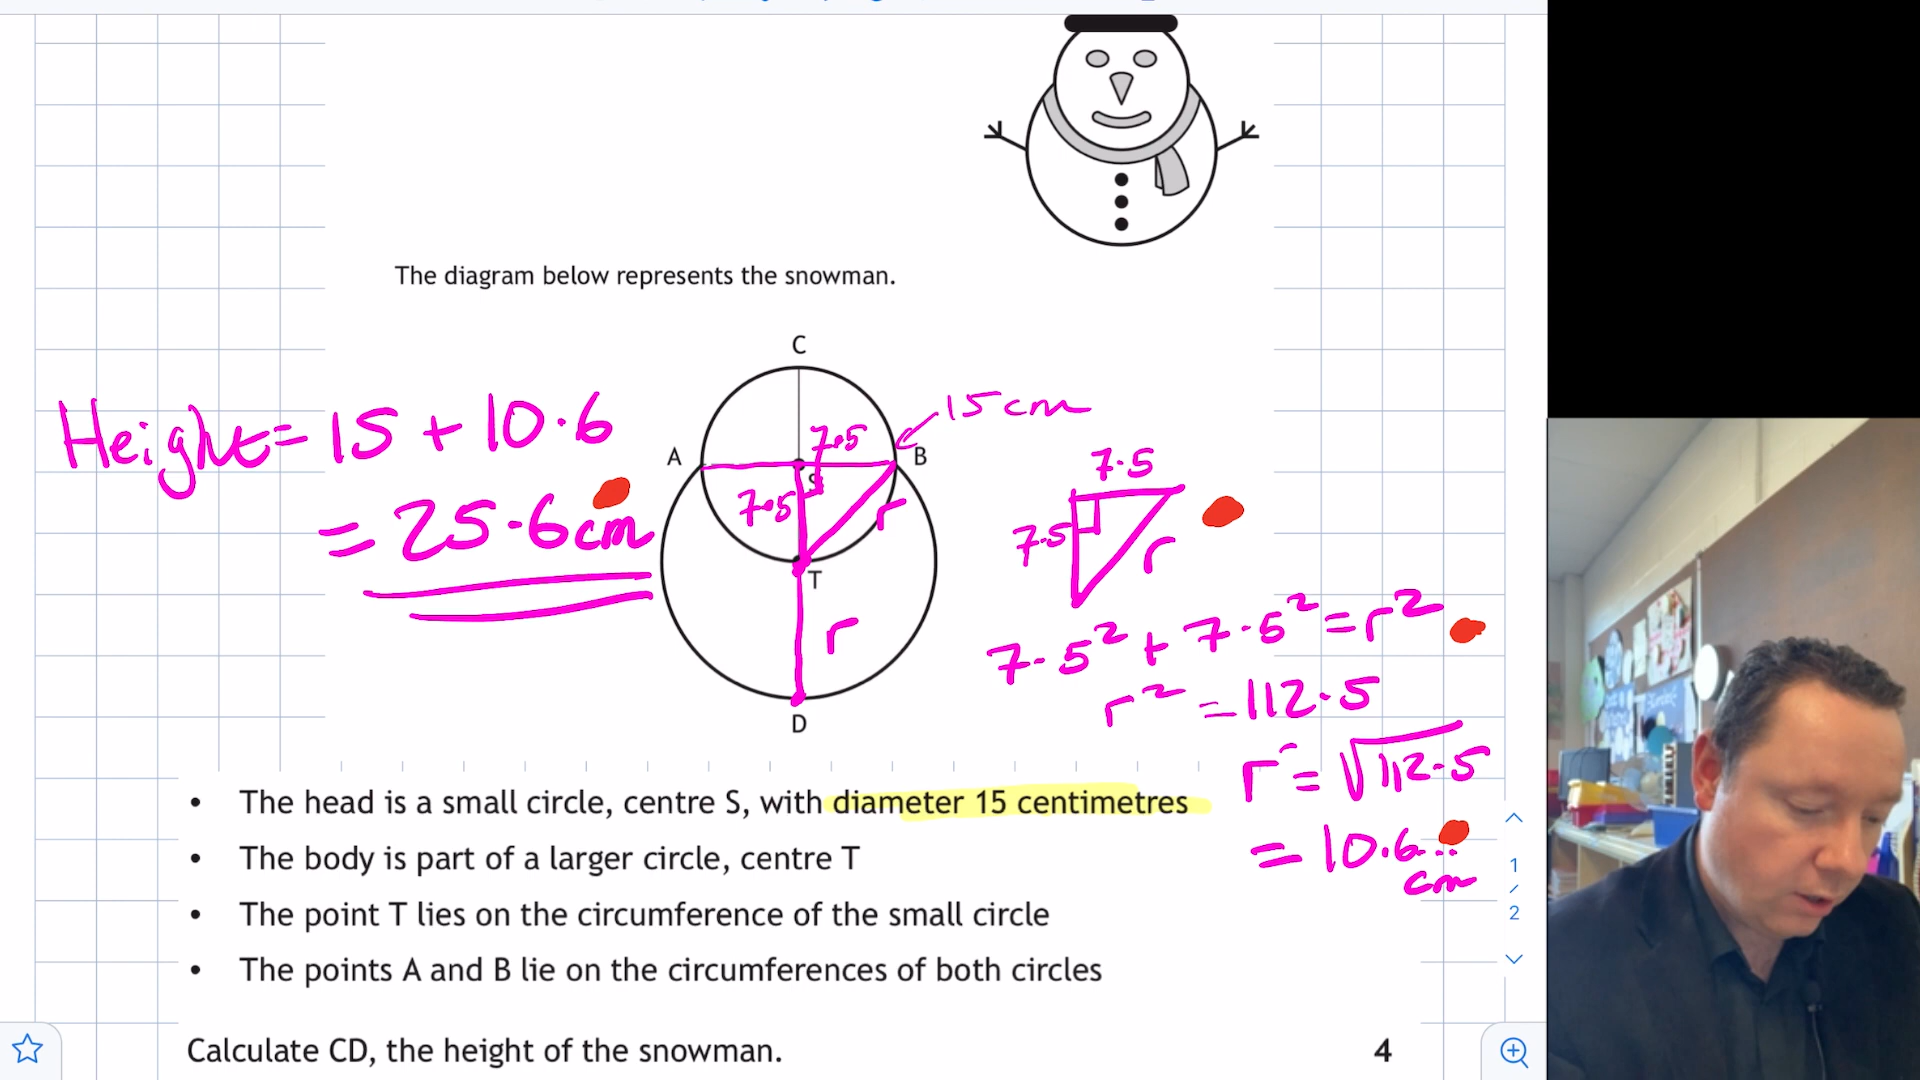 The diagram below represents the snowman.
C
Height = 15 + 10.6
= 25.6cm
15cm
A
B
7.5
7.5
S
r
T
r
D
7.5
7.5
r
7.5² + 7.5² = r²
r² = 112.5
r = √112.5
= 10.6...
cm
• The head is a small circle, centre S, with diameter 15 centimetres
• The body is part of a larger circle, centre T
• The point T lies on the circumference of the small circle
• The points A and B lie on the circumferences of both circles
Calculate CD, the height of the snowman. 4
1
/
2